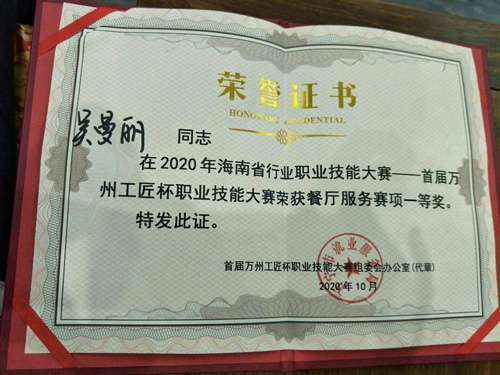 荣誉证书
HONORARY CREDENTIAL
吴曼丽 同志
在2020年海南省行业职业技能大赛——首届万
州工匠杯职业技能大赛荣获餐厅服务赛项一等奖。
特发此证。
首届万州工匠杯职业技能大赛组委会办公室(代章)
2020年10月